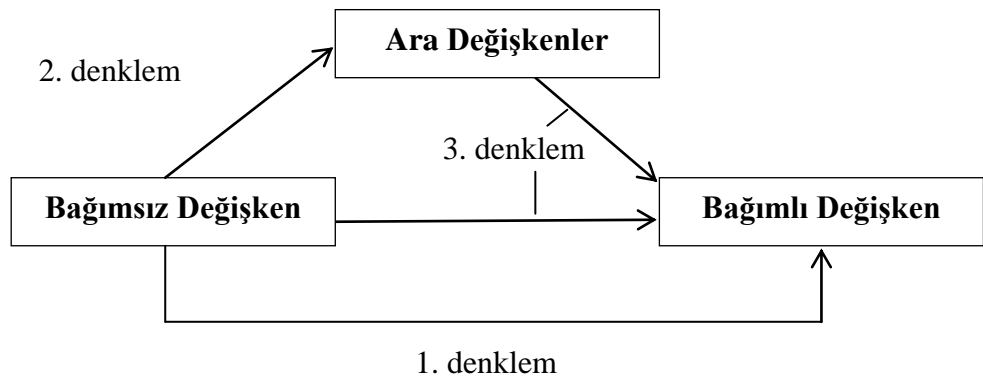 Ara Değişkenler
2. denklem
3. denklem
Bağımsız Değişken
Bağımlı Değişken
1. denklem